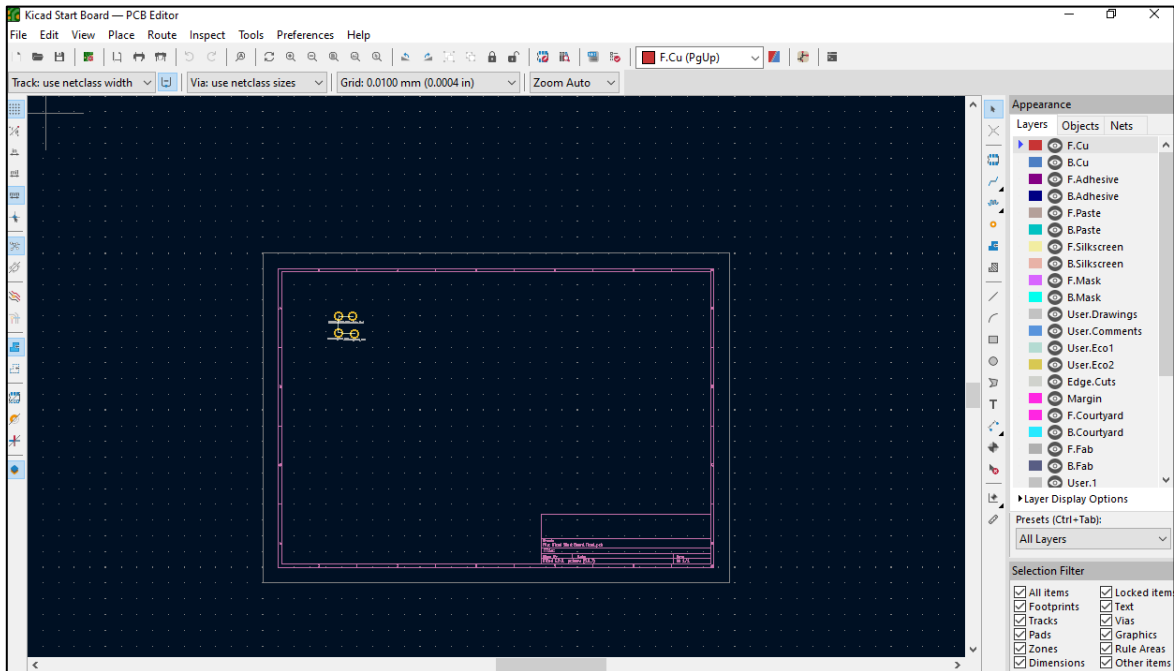 Kicad Start Board — PCB Editor
File Edit View Place Route Inspect Tools Preferences Help
F.Cu (PgUp)
Track: use netclass width Via: use netclass sizes Grid: 0.0100 mm (0.0004 in) Zoom Auto
Appearance
Layers Objects Nets
F.Cu
B.Cu
F.Adhesive
B.Adhesive
F.Paste
B.Paste
F.Silkscreen
B.Silkscreen
F.Mask
B.Mask
User.Drawings
User.Comments
User.Eco1
User.Eco2
Edge.Cuts
Margin
F.Courtyard
B.Courtyard
F.Fab
B.Fab
User.1
Layer Display Options
Presets (Ctrl+Tab):
All Layers
Selection Filter
All items Locked item
Footprints Text
Tracks Vias
Pads Graphics
Zones Rule Areas
Dimensions Other items